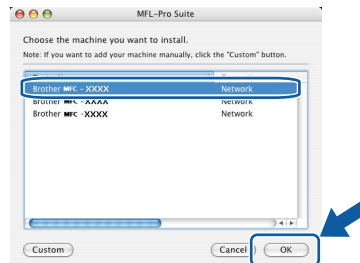 MFL-Pro Suite
Choose the machine you want to install.
Note: If you want to add your machine manually, click the "Custom" button.
Brother MFC - XXXX Network
Brother MFC - XXXX Network
Brother MFC - XXXX Network
Custom Cancel OK